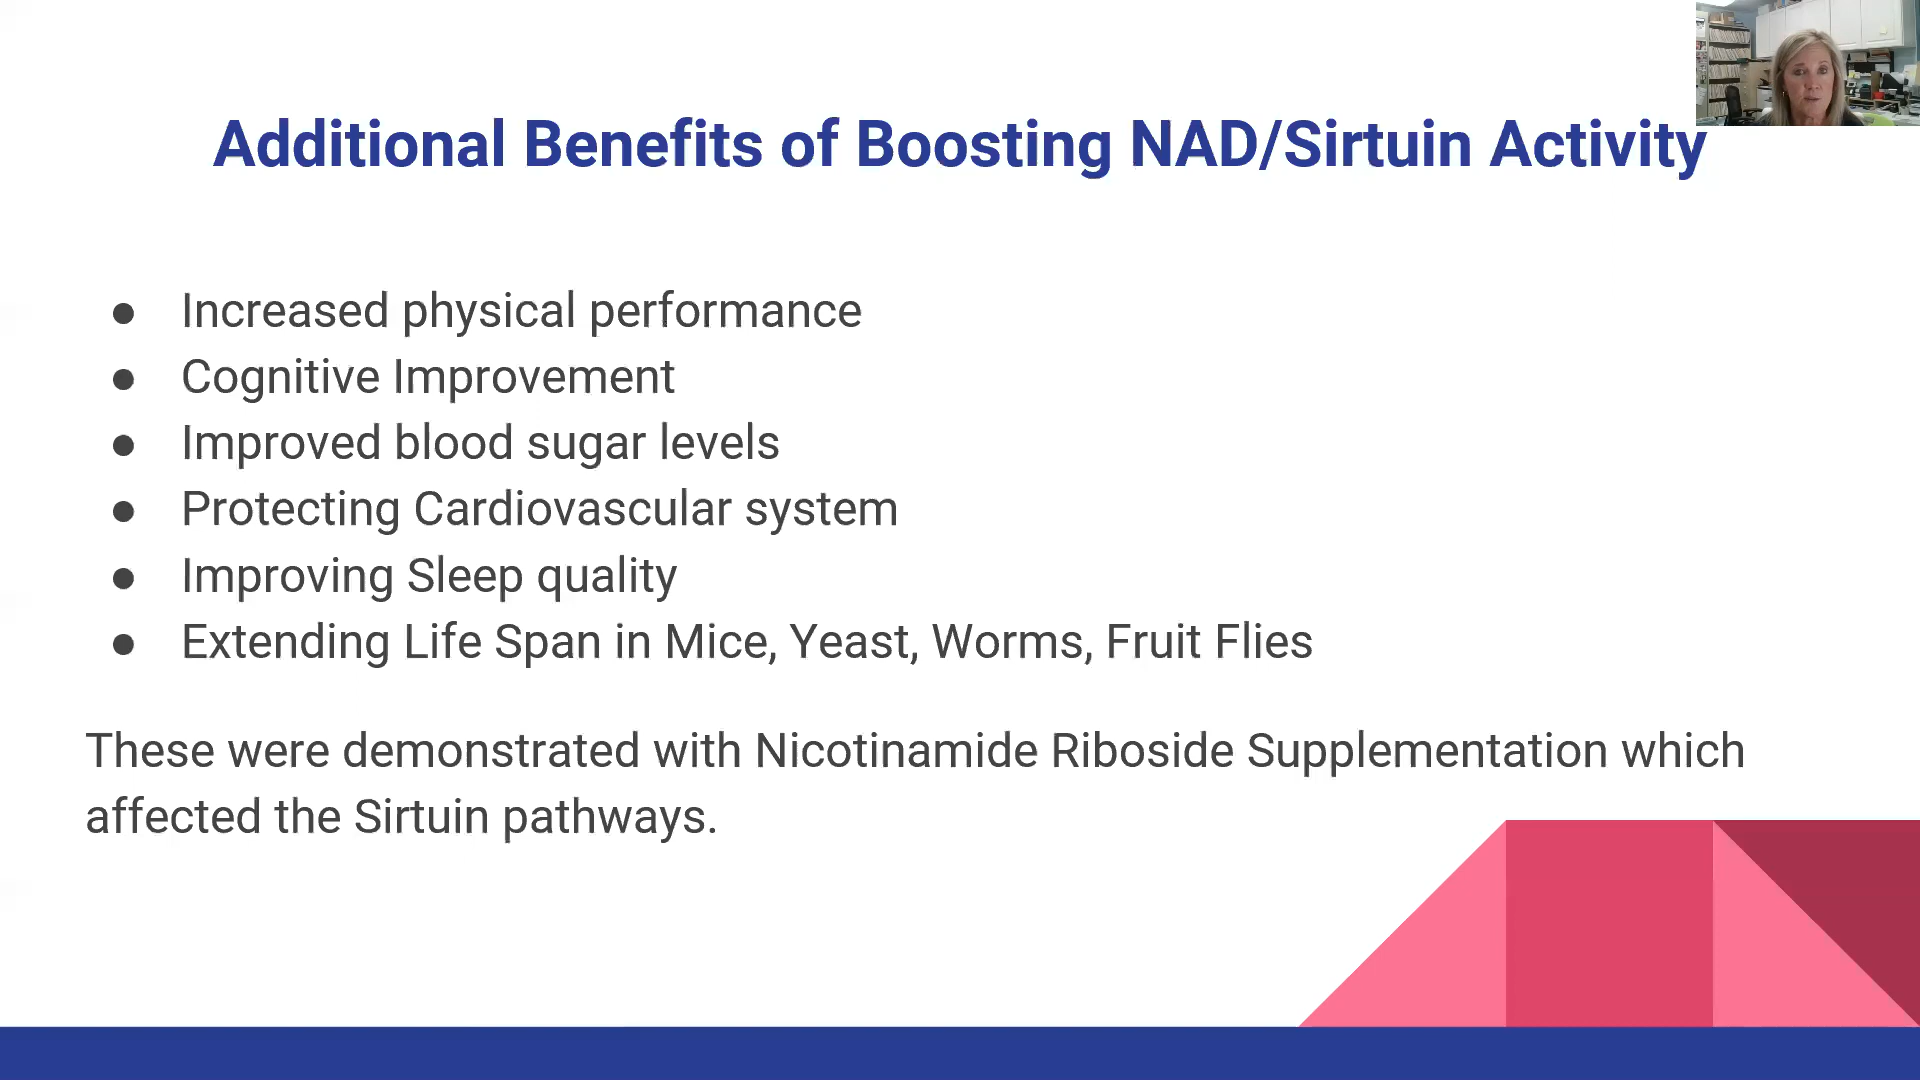 Additional Benefits of Boosting NAD/Sirtuin Activity
● Increased physical performance
● Cognitive Improvement
● Improved blood sugar levels
● Protecting Cardiovascular system
● Improving Sleep quality
● Extending Life Span in Mice, Yeast, Worms, Fruit Flies
These were demonstrated with Nicotinamide Riboside Supplementation which
affected the Sirtuin pathways.